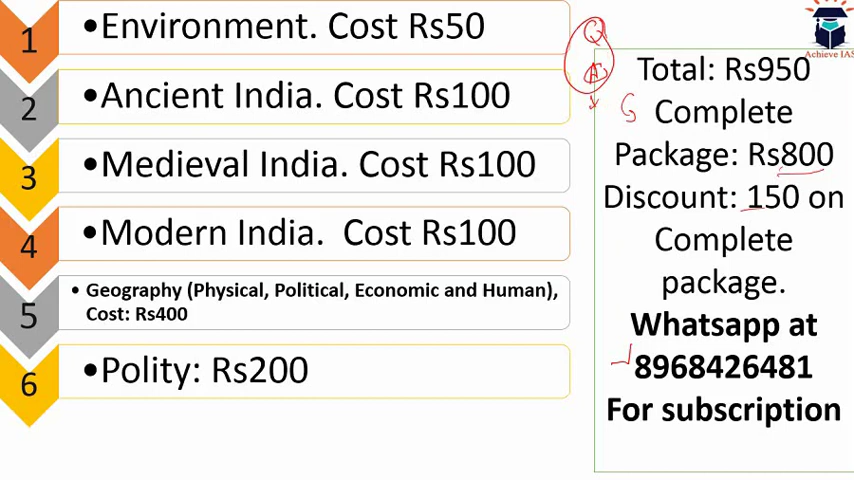 1
•Environment. Cost Rs50
2
•Ancient India. Cost Rs100
3
•Medieval India. Cost Rs100
4
•Modern India.  Cost Rs100
5
• Geography (Physical, Political, Economic and Human),
Cost: Rs400
6
•Polity: Rs200
Achieve IAS
Total: Rs950
Complete
Package: Rs800
Discount: 150 on
Complete
package.
Whatsapp at
8968426481
For subscription